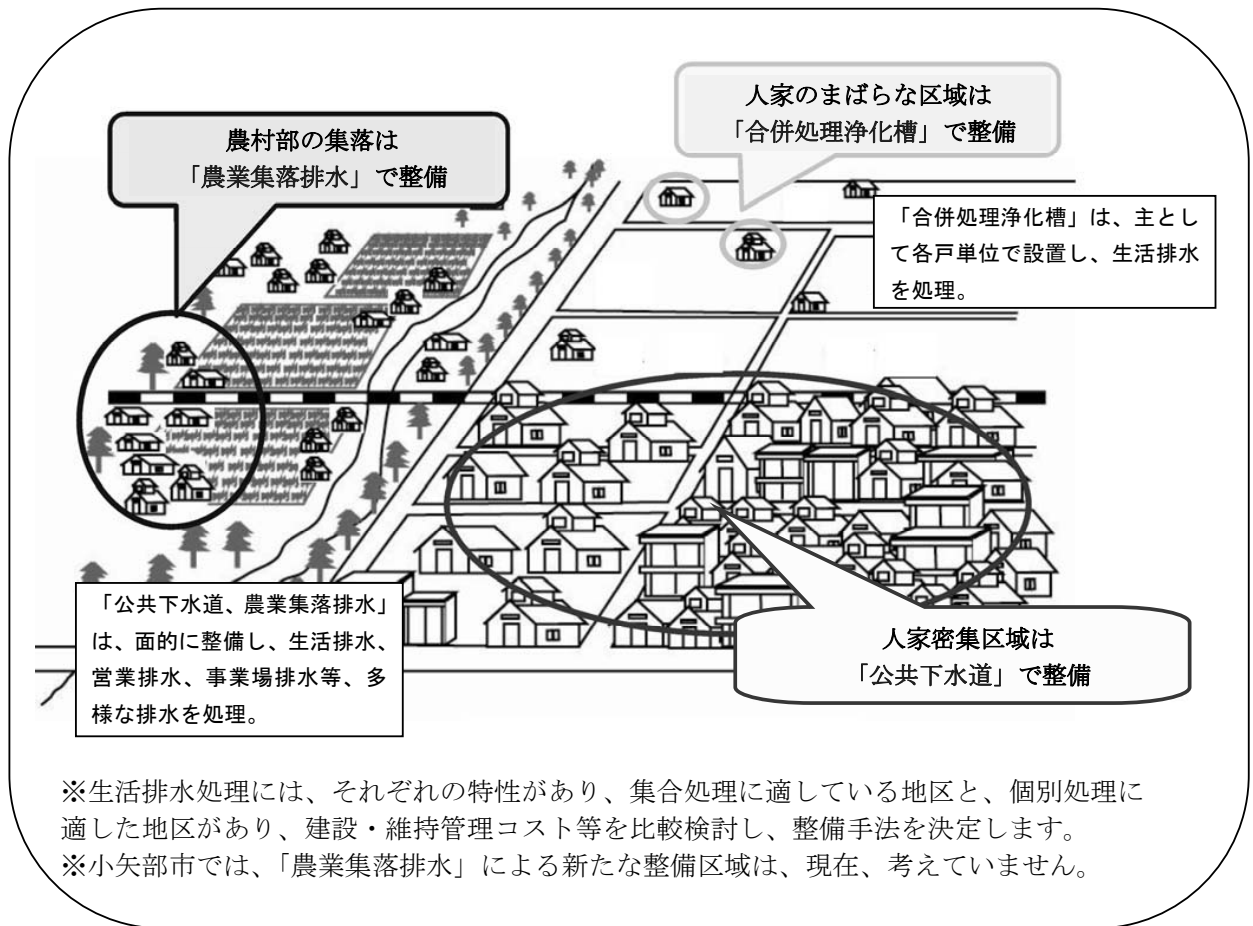 人家のまばらな区域は
「合併処理浄化槽」で整備
農村部の集落は
「農業集落排水」で整備
「合併処理浄化槽」は、主とし
て各戸単位で設置し、生活排水
を処理。
「公共下水道、農業集落排水」
は、面的に整備し、生活排水、
営業排水、事業場排水等、多
様な排水を処理。
人家密集区域は
「公共下水道」で整備
※生活排水処理には、それぞれの特性があり、集合処理に適している地区と、個別処理に
適した地区があり、建設・維持管理コスト等を比較検討し、整備手法を決定します。
※小矢部市では、「農業集落排水」による新たな整備区域は、現在、考えていません。